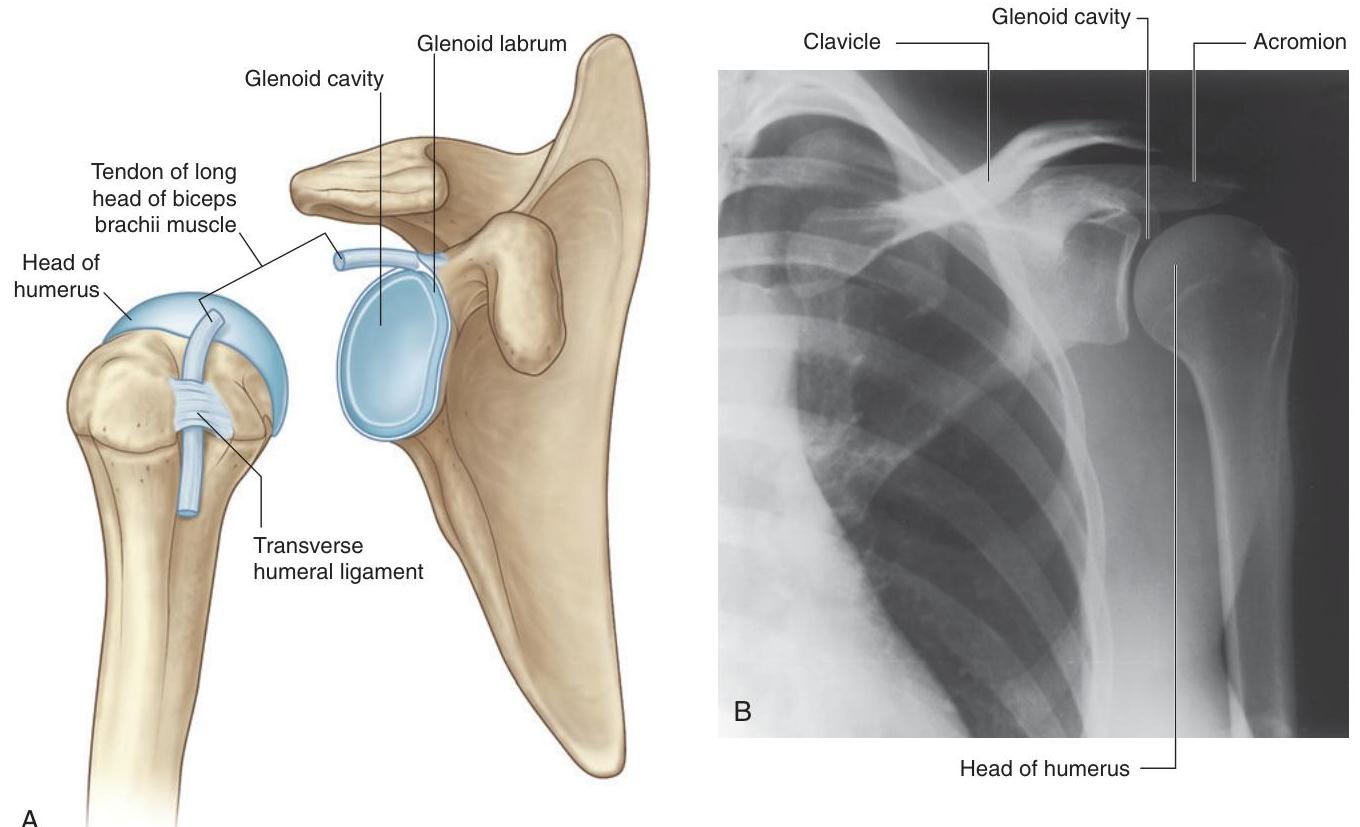 Glenoid labrum
Glenoid cavity
Tendon of long
head of biceps
brachii muscle
Head of
humerus
Transverse
humeral ligament
A
Glenoid cavity
Clavicle
Acromion
B
Head of humerus